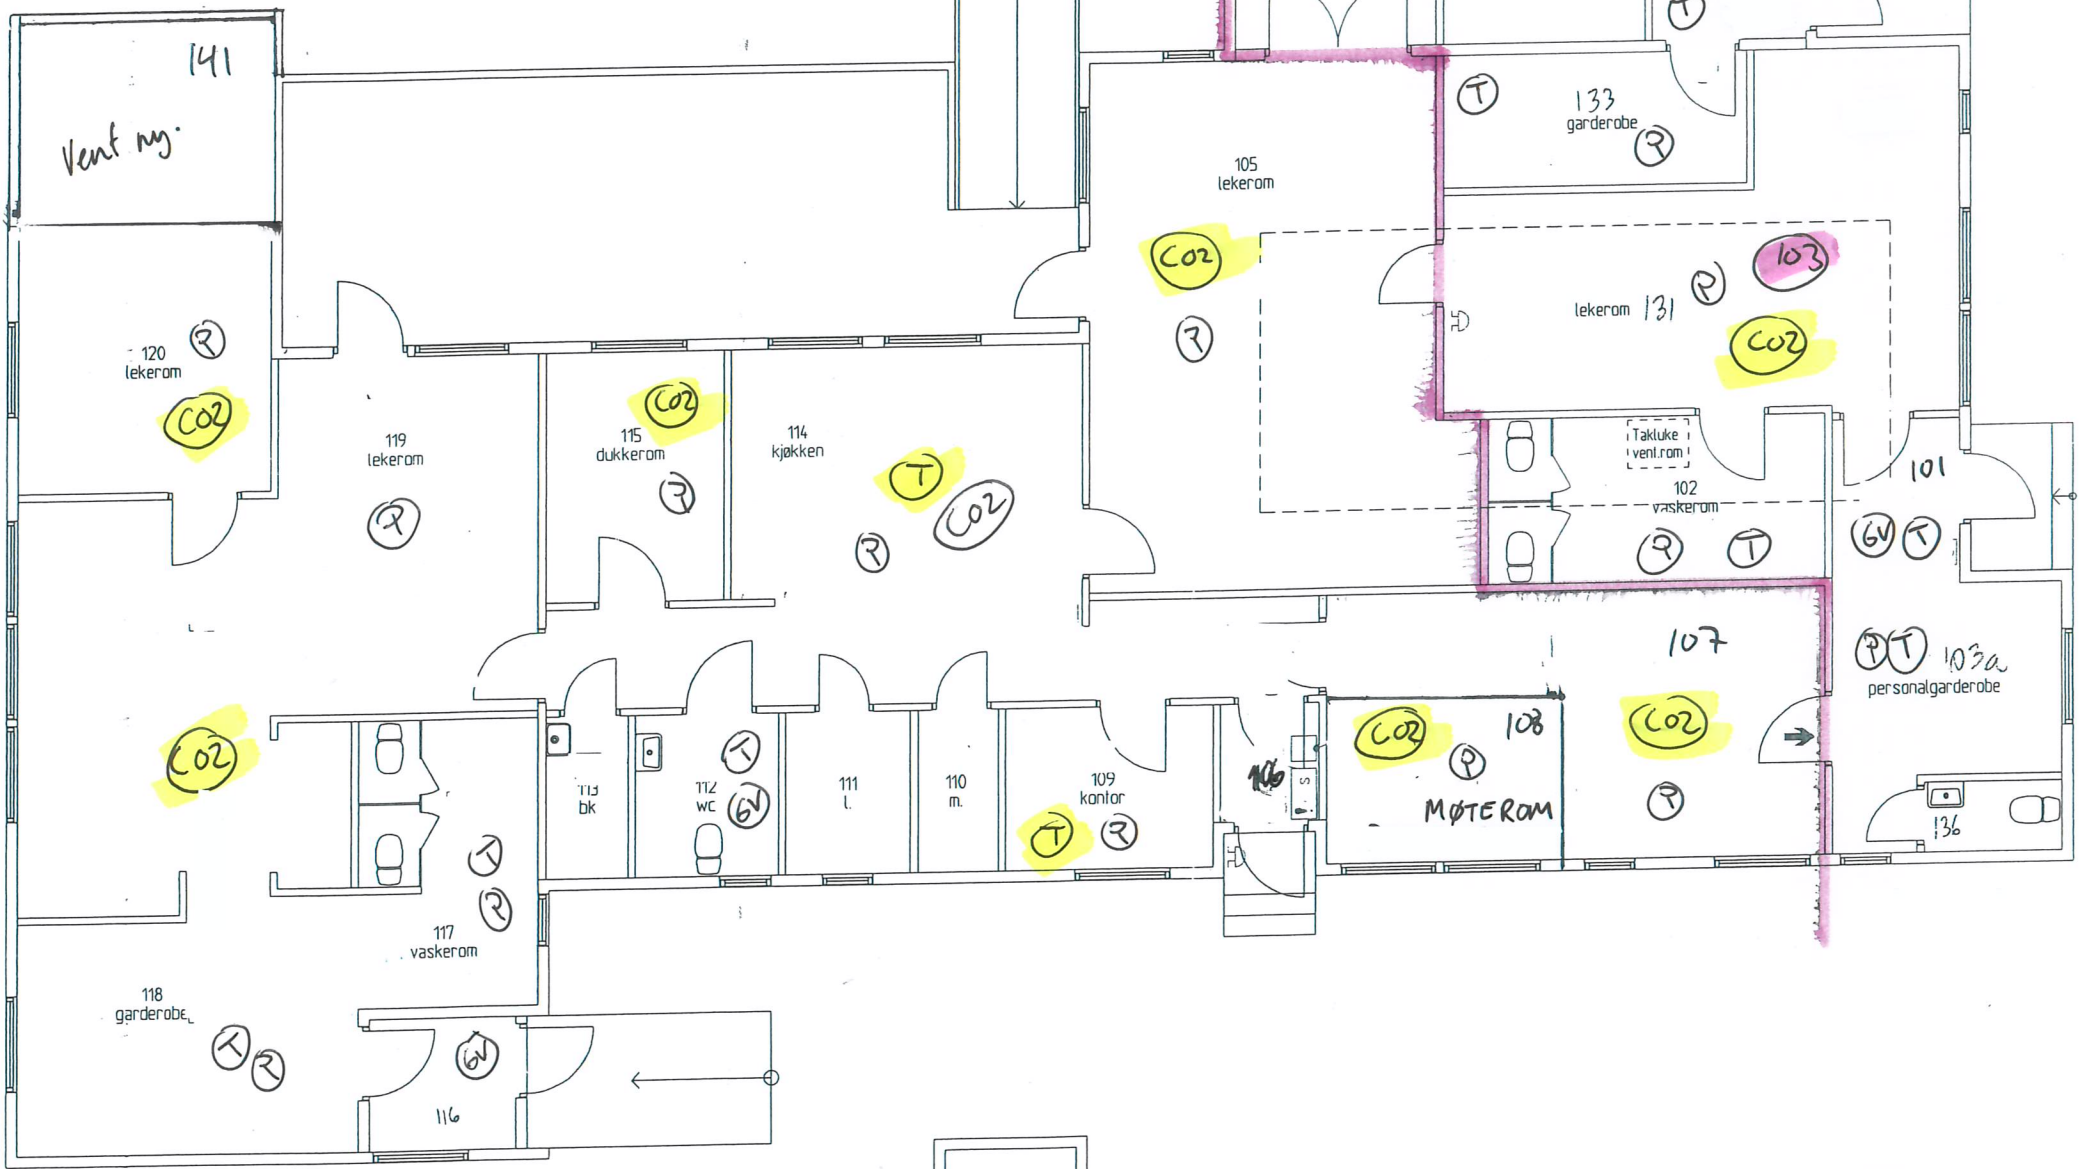 141
Vent ny.
T
T
133
garderobe
R
105
lekerom
CO2
R
103
R
lekerom 131
CO2
120
lekerom
R
CO2
119
lekerom
R
CO2
115
dukkerom
R
114
kjøkken
T
CO2
R
Takluke
vent.rom
102
vaskerom
R
T
101
GV
T
107
R
T
103a
personalgarderobe
CO2
113
bk
112
wc
T
GV
111
l.
110
m.
109
kontor
T
R
106
S
CO2
108
R
MØTEROM
CO2
R
136
T
R
117
vaskerom
118
garderobe
T
R
GV
116